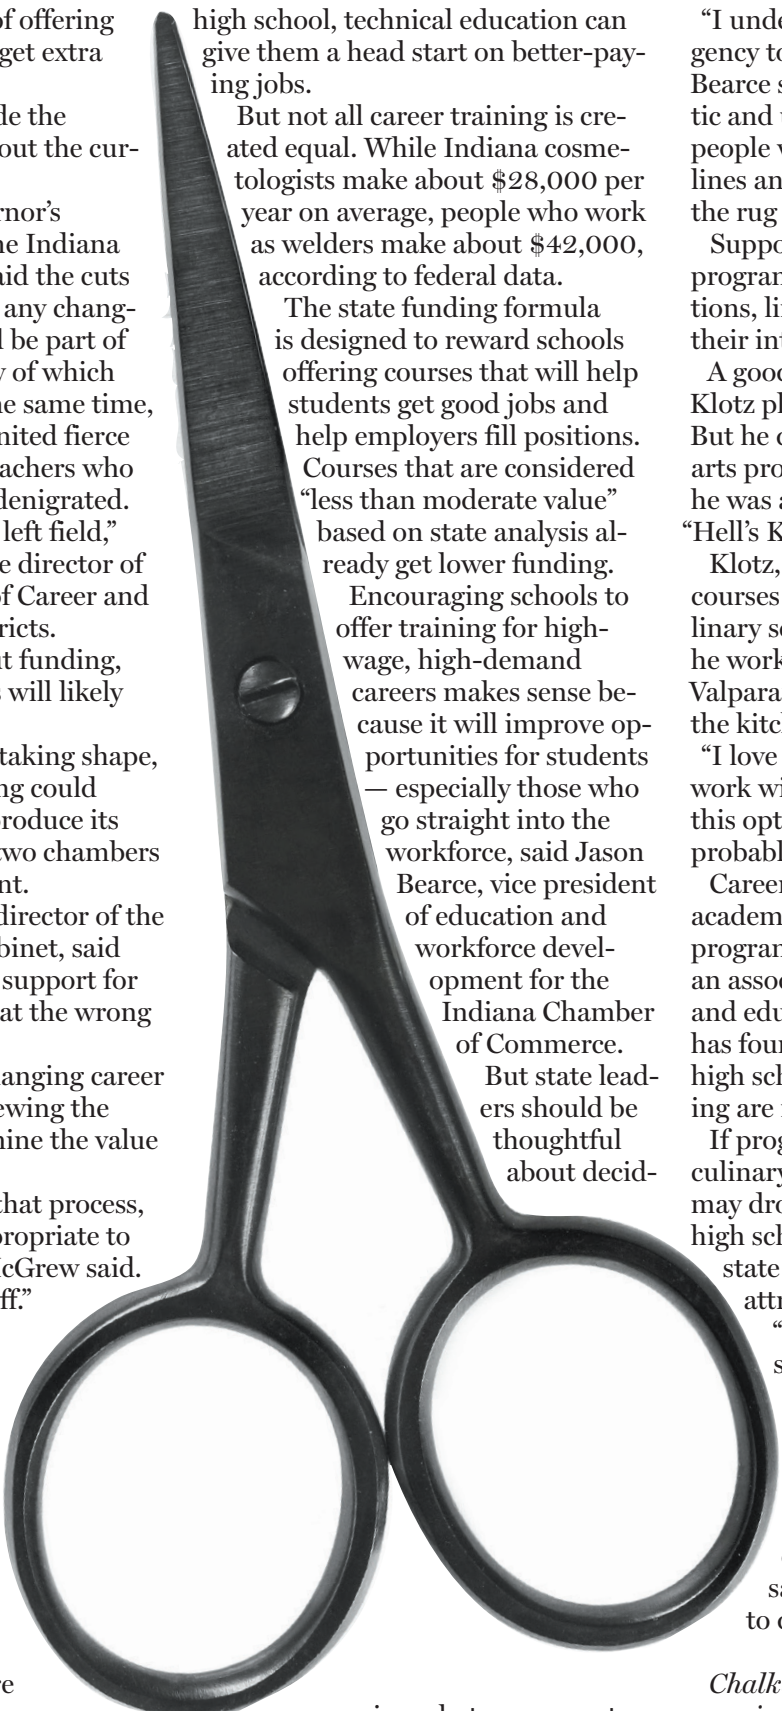 of offering
get extra
de the
out the cur-
rnor's
he Indiana
aid the cuts
any chang-
l be part of
y of which
he same time,
nited fierce
achers who
denigrated.
left field,”
e director of
of Career and
ricts.
t funding,
s will likely
taking shape,
ng could
produce its
two chambers
nt.
director of the
binet, said
support for
at the wrong
anging career
ewing the
mine the value
that process,
propriate to
cGrew said.
ff.”
re
high school, technical education can
give them a head start on better-pay-
ing jobs.
But not all career training is cre-
ated equal. While Indiana cosme-
tologists make about $28,000 per
year on average, people who work
as welders make about $42,000,
according to federal data.
The state funding formula
is designed to reward schools
offering courses that will help
students get good jobs and
help employers fill positions.
Courses that are considered
“less than moderate value”
based on state analysis al-
ready get lower funding.
Encouraging schools to
offer training for high-
wage, high-demand
careers makes sense be-
cause it will improve op-
portunities for students
— especially those who
go straight into the
workforce, said Jason
Bearce, vice president
of education and
workforce devel-
opment for the
Indiana Chamber
of Commerce.
But state lead-
ers should be
thoughtful
about decid-
“I unde
gency to
Bearce s
tic and
people w
lines an
the rug
Suppo
program
tions, li
their int
A good
Klotz pl
But he d
arts pro
he was a
“Hell’s K
Klotz,
courses
linary s
he work
Valpara
the kitc
“I love
work wi
this opt
probabl
Career
academ
program
an assoc
and edu
has four
high sch
ing are
If prog
culinary
may dro
high sch
state
attr
“
s
sa
to
Chalk